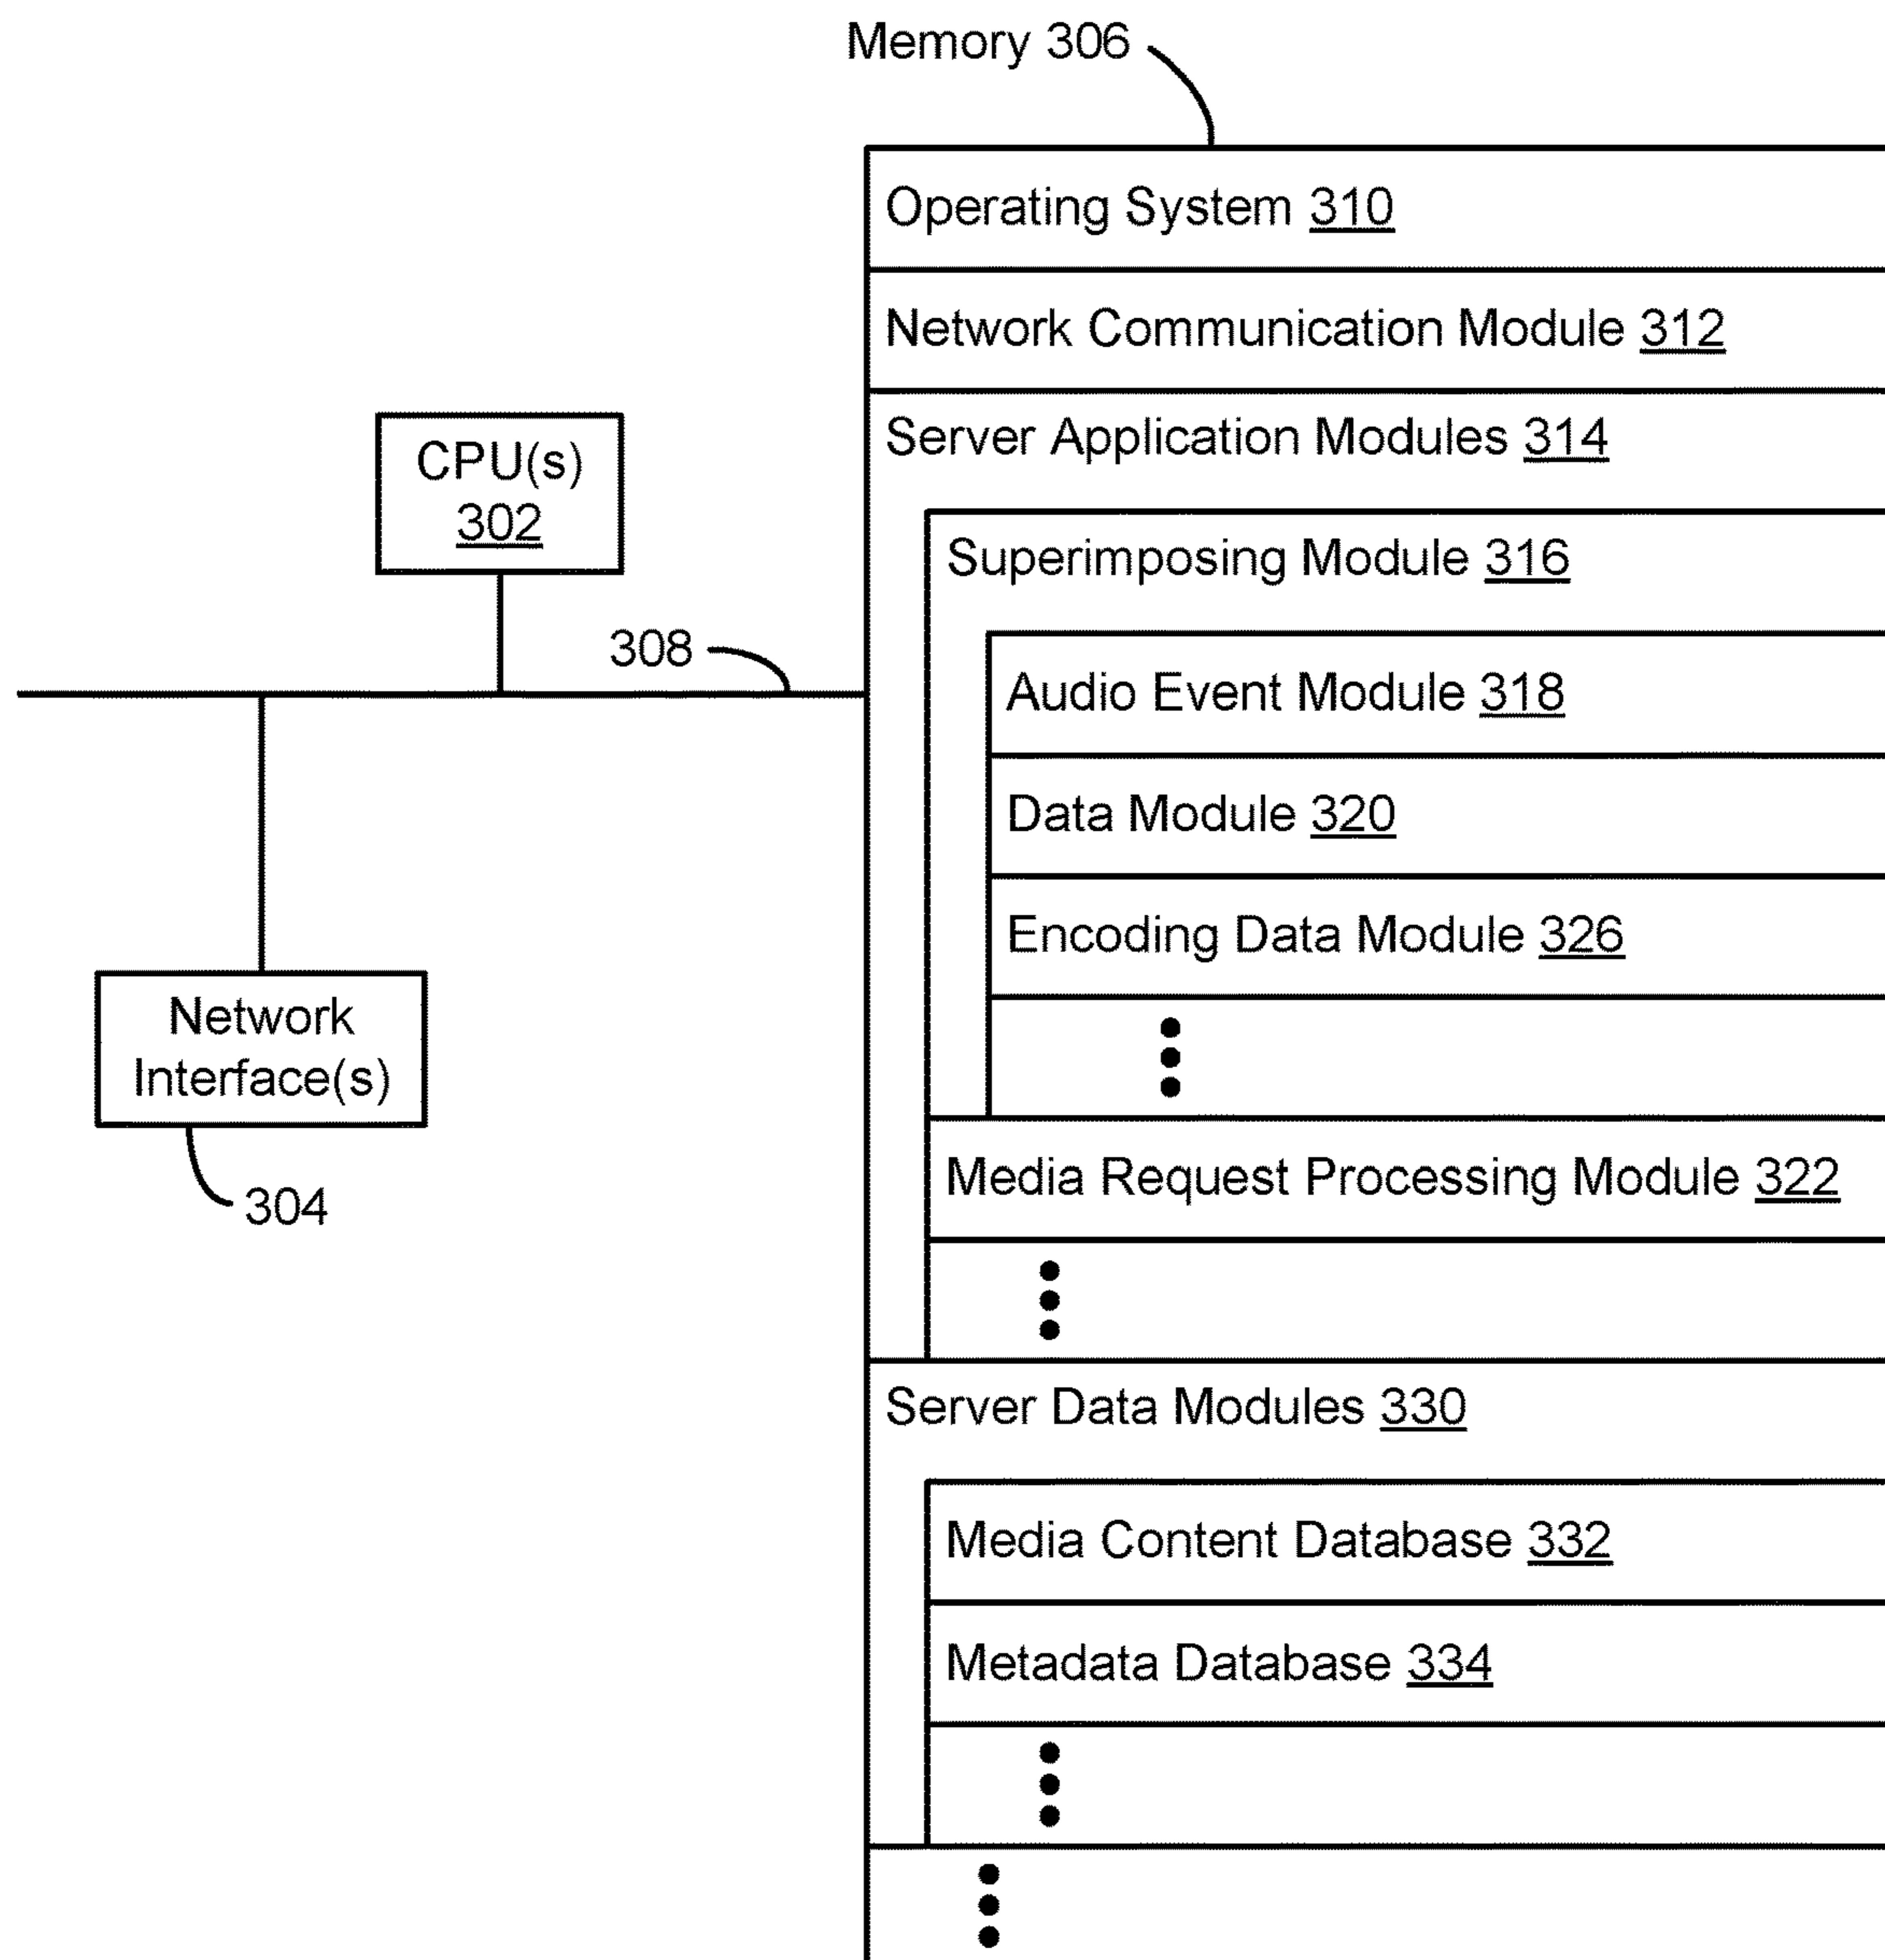 Memory 306
Operating System 310
Network Communication Module 312
Server Application Modules 314
CPU(s)
302
Superimposing Module 316
308
Audio Event Module 318
Data Module 320
Encoding Data Module 326
Network
Interface(s)
304
Media Request Processing Module 322
Server Data Modules 330
Media Content Database 332
Metadata Database 334